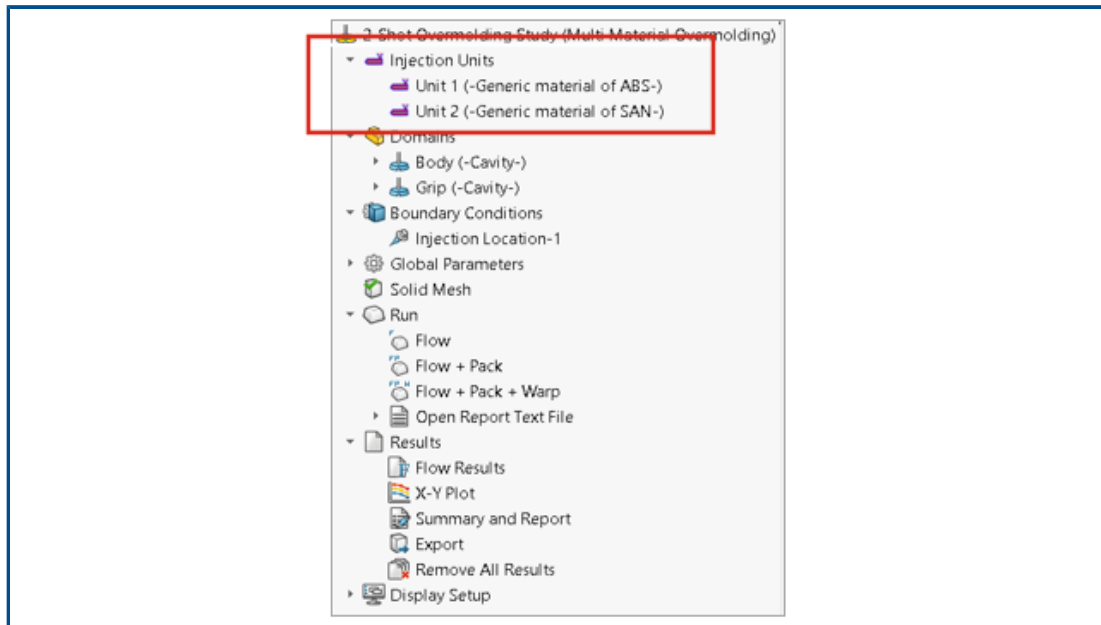 2-Shot Overmolding Study (Multi Material Overmolding)
Injection Units
Unit 1 (-Generic material of ABS-)
Unit 2 (-Generic material of SAN-)
Domains
Body (-Cavity-)
Grip (-Cavity-)
Boundary Conditions
Injection Location-1
Global Parameters
Solid Mesh
Run
Flow
Flow + Pack
Flow + Pack + Warp
Open Report Text File
Results
Flow Results
X-Y Plot
Summary and Report
Export
Remove All Results
Display Setup